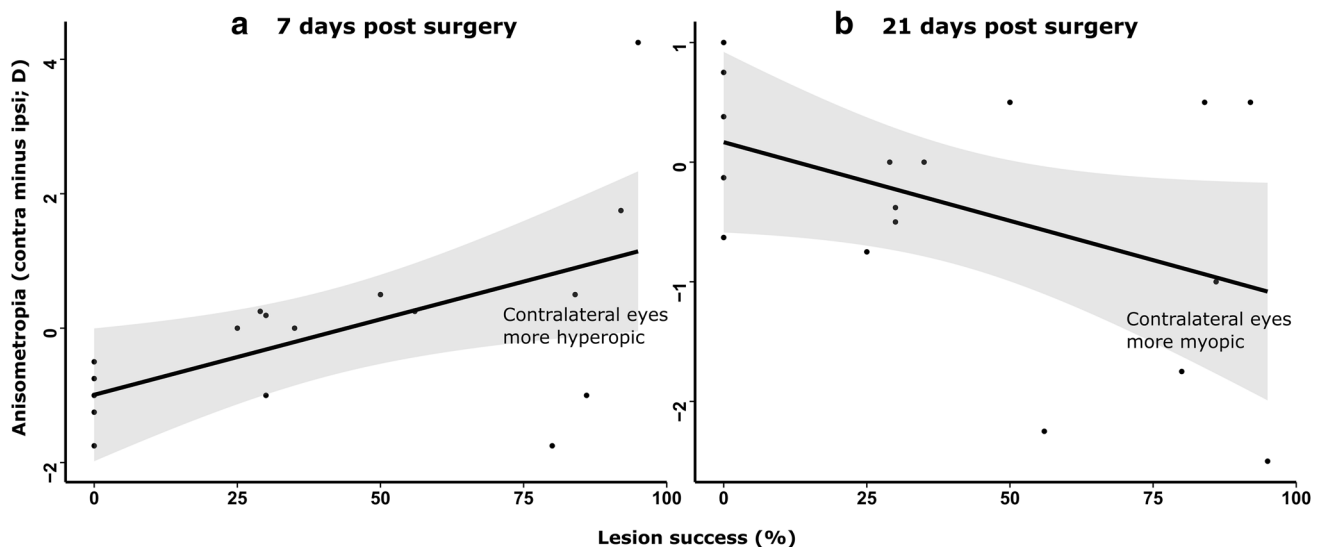 a 7 days post surgery
b 21 days post surgery
Anisometropia (contra minus ipsi; D)
4
2
0
−2
Contralateral eyes
more hyperopic
0 25 50 75 100
1
0
−1
−2
Contralateral eyes
more myopic
0 25 50 75 100
Lesion success (%)